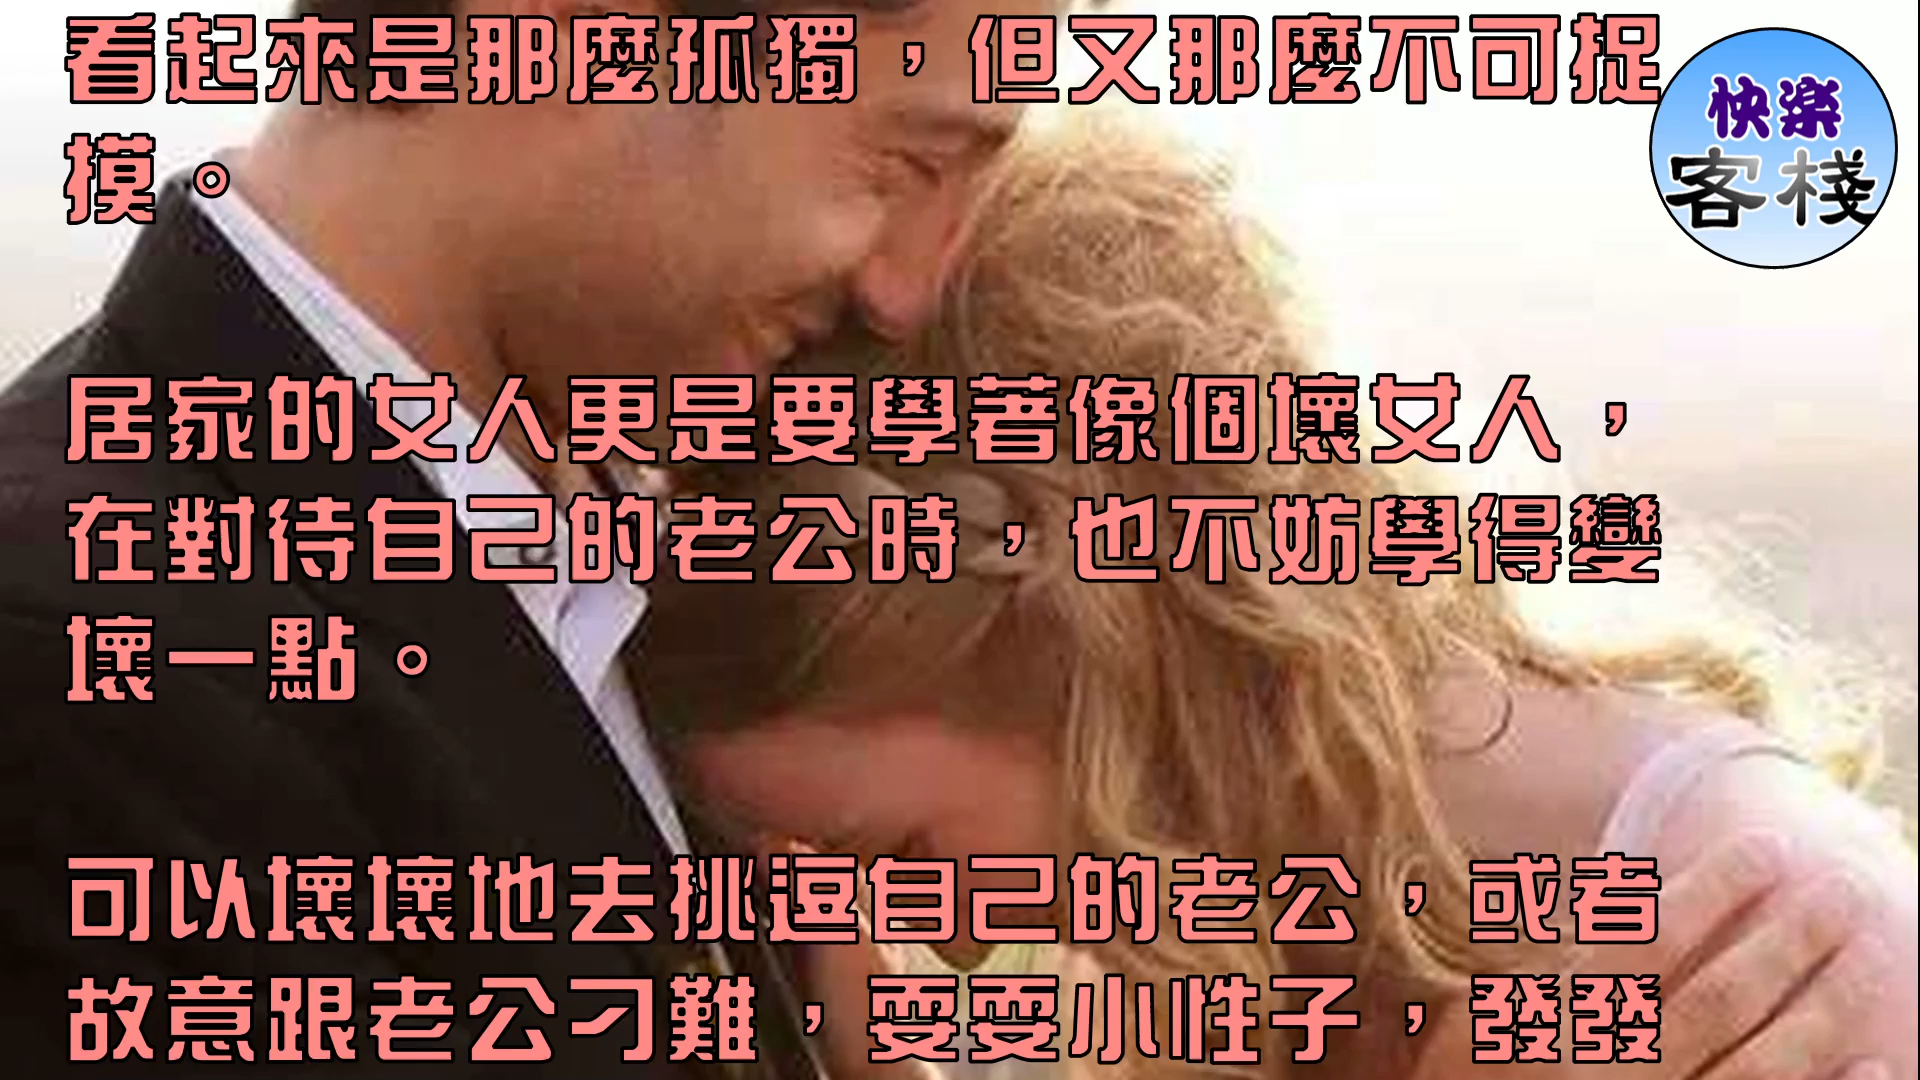 看起來是那麼孤獨，但又那麼不可捉
摸。
快樂
客棧
居家的女人更是要學著像個壞女人，
在對待自己的老公時，也不妨學得變
壞一點。
可以壞壞地去挑逗自己的老公，或者
故意跟老公刁難，耍耍小性子，發發